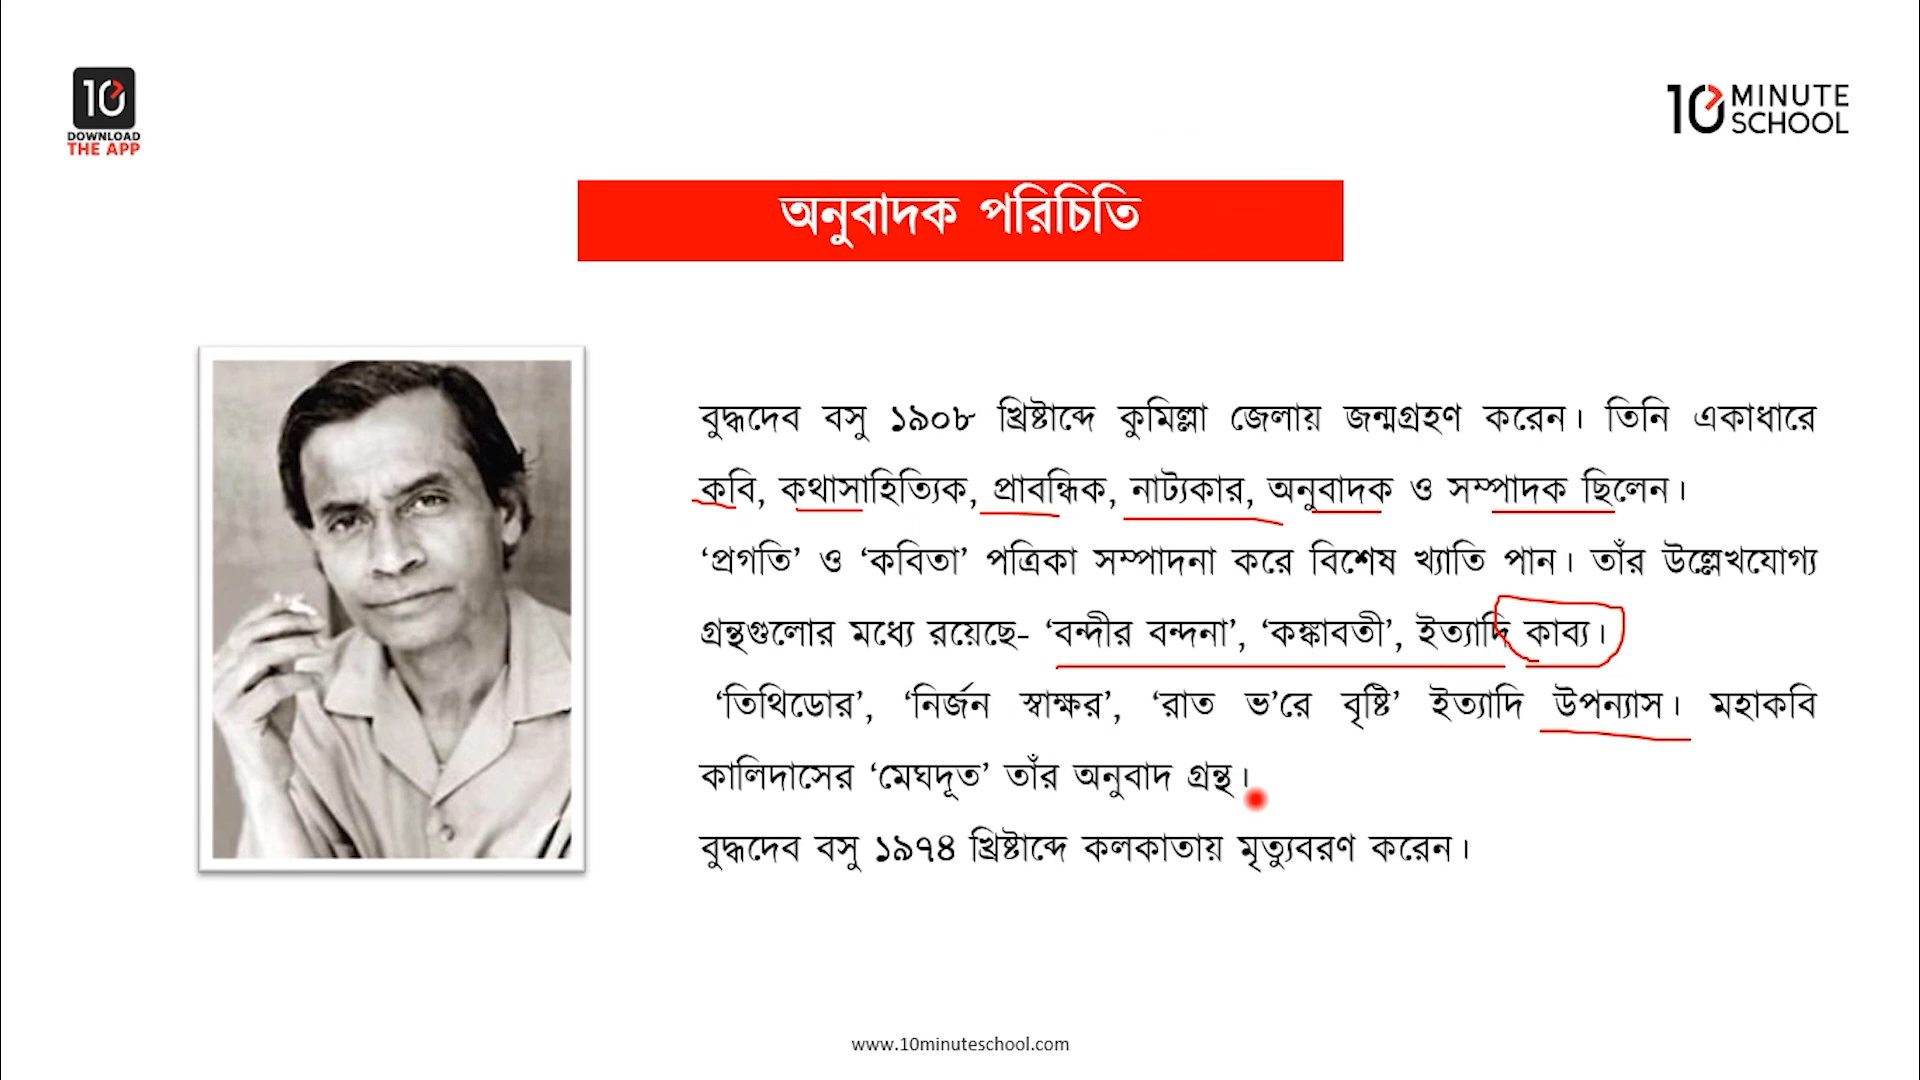 10
DOWNLOAD
THE APP
10 MINUTE
SCHOOL
অনুবাদক পরিচিতি
বুদ্ধদেব বসু ১৯০৮ খ্রিষ্টাব্দে কুমিল্লা জেলায় জন্মগ্রহণ করেন। তিনি একাধারে
কবি, কথাসাহিত্যিক, প্রাবন্ধিক, নাট্যকার, অনুবাদক ও সম্পাদক ছিলেন।
‘প্রগতি’ ও ‘কবিতা’ পত্রিকা সম্পাদনা করে বিশেষ খ্যাতি পান। তাঁর উল্লেখযোগ্য
গ্রন্থগুলোর মধ্যে রয়েছে- ‘বন্দীর বন্দনা’, ‘কঙ্কাবতী’, ইত্যাদি কাব্য।
‘তিথিডোর’, ‘নির্জন স্বাক্ষর’, ‘রাত ভ’রে বৃষ্টি’ ইত্যাদি উপন্যাস। মহাকবি
কালিদাসের ‘মেঘদূত’ তাঁর অনুবাদ গ্রন্থ।
বুদ্ধদেব বসু ১৯৭৪ খ্রিষ্টাব্দে কলকাতায় মৃত্যুবরণ করেন।
www.10minuteschool.com